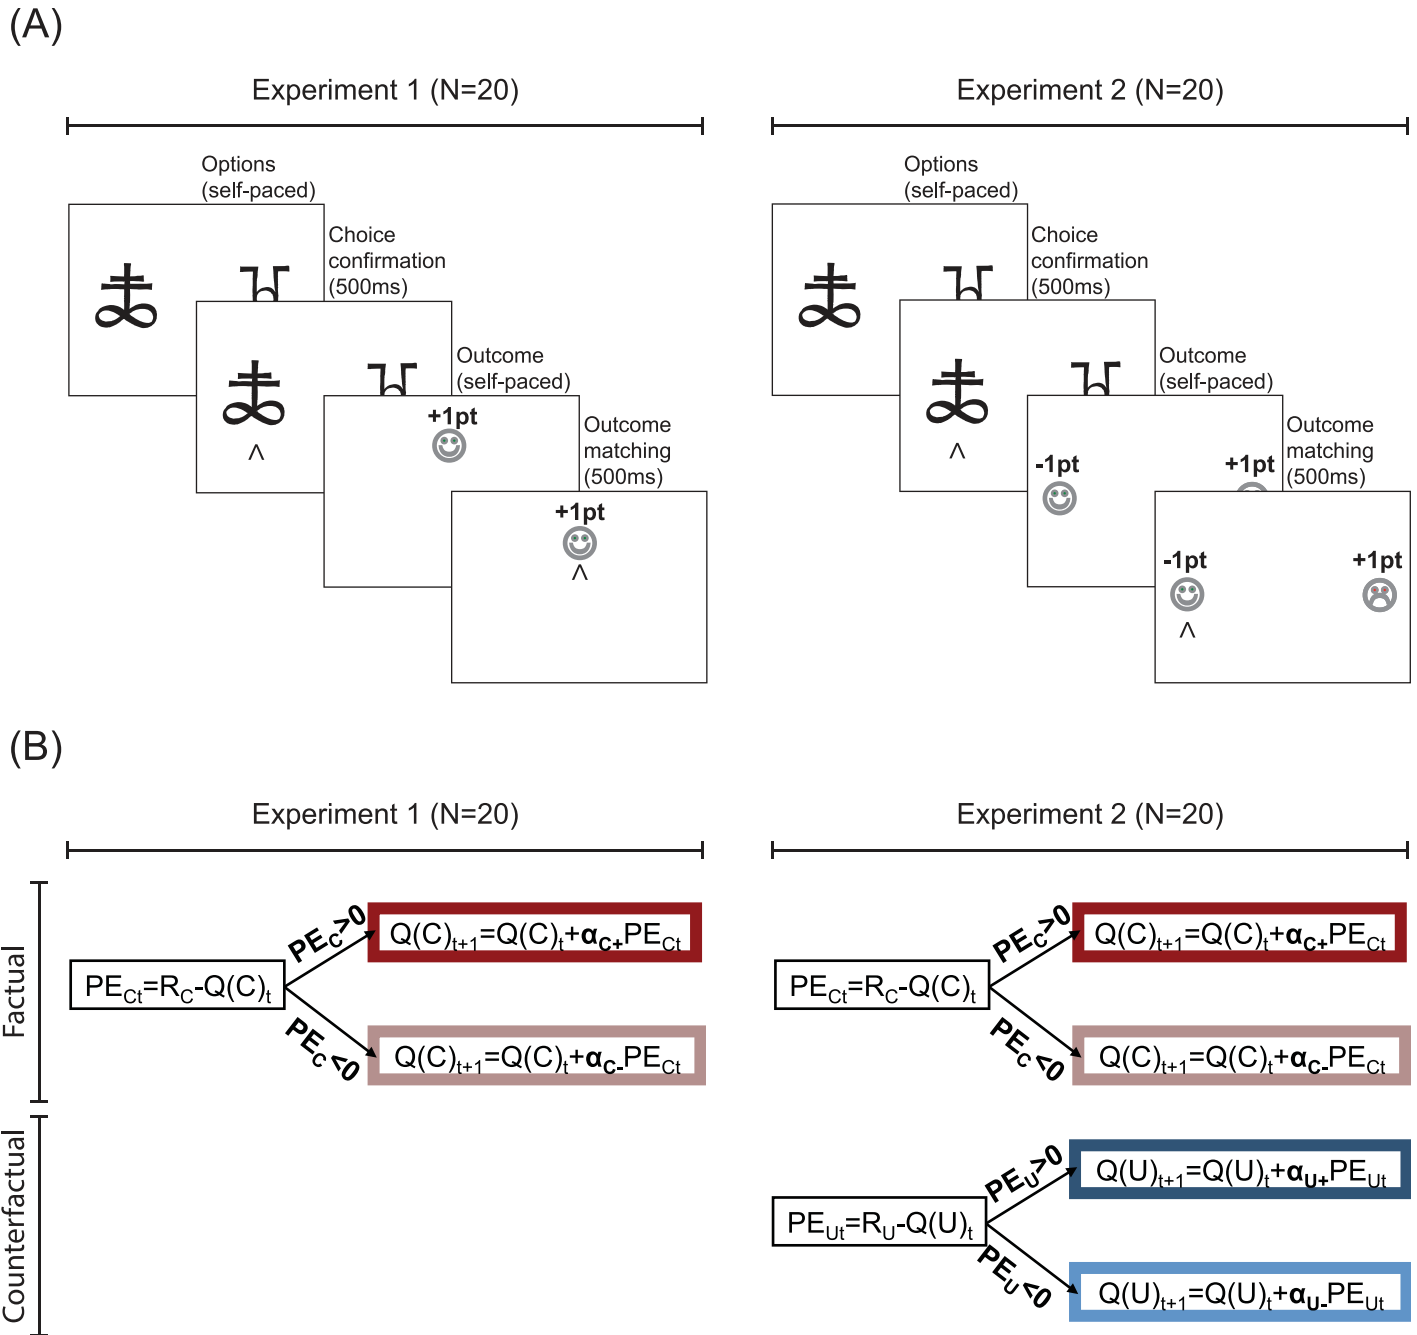 (A)
Experiment 1 (N=20)
Options
(self-paced)
Choice
confirmation
(500ms)
^
Outcome
(self-paced)
+1pt
Outcome
matching
(500ms)
+1pt
^
Experiment 2 (N=20)
Options
(self-paced)
Choice
confirmation
(500ms)
^
Outcome
(self-paced)
-1pt +1pt
Outcome
matching
(500ms)
-1pt +1pt
^
(B)
Experiment 1 (N=20)
Experiment 2 (N=20)
Factual
PE_Ct=R_C-Q(C)_t
PE_C>0
Q(C)_t+1=Q(C)_t+α_C+PE_Ct
PE_C<0
Q(C)_t+1=Q(C)_t+α_C-PE_Ct
PE_Ct=R_C-Q(C)_t
PE_C>0
Q(C)_t+1=Q(C)_t+α_C+PE_Ct
PE_C<0
Q(C)_t+1=Q(C)_t+α_C-PE_Ct
Counterfactual
PE_Ut=R_U-Q(U)_t
PE_U>0
Q(U)_t+1=Q(U)_t+α_U+PE_Ut
PE_U<0
Q(U)_t+1=Q(U)_t+α_U-PE_Ut